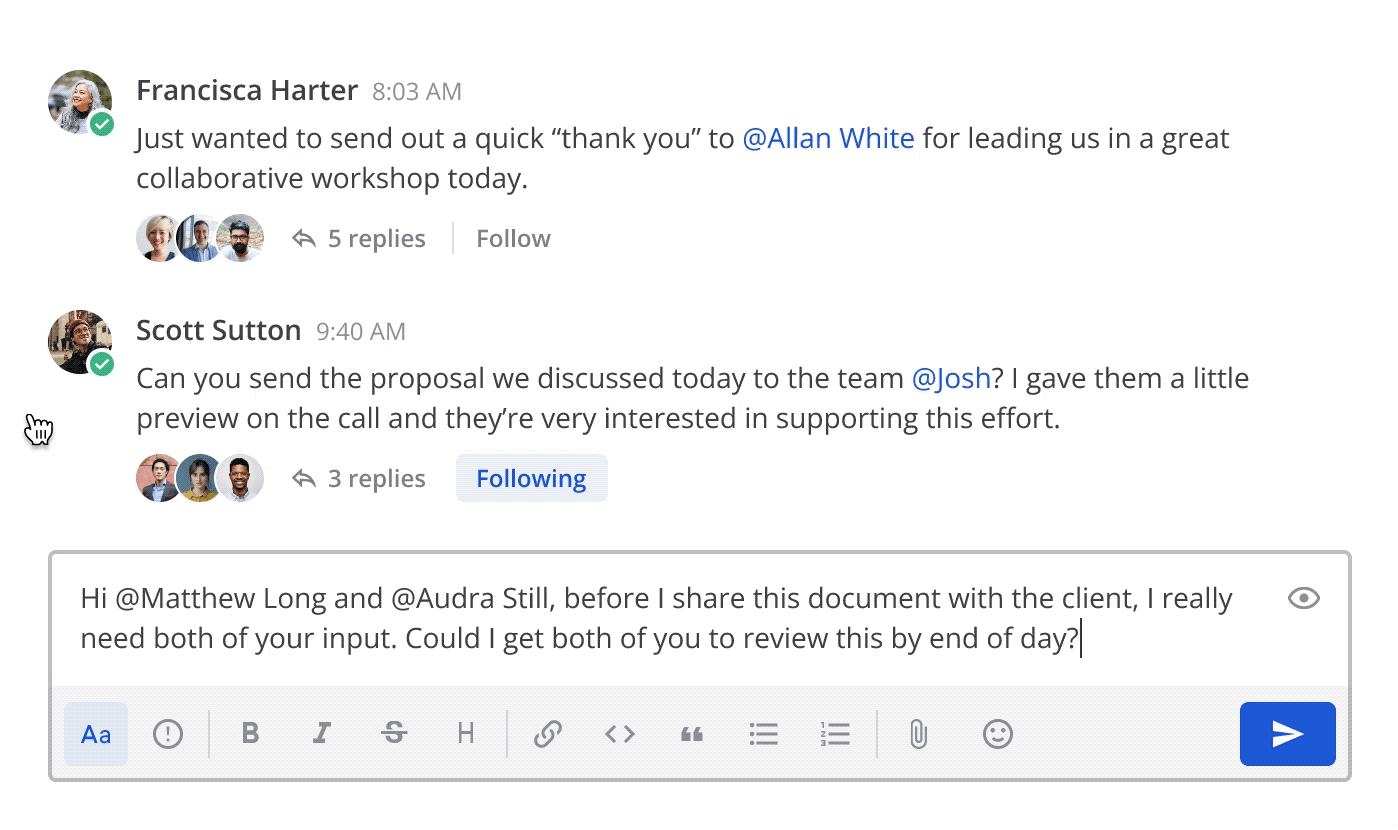 Francisca Harter 8:03 AM
Just wanted to send out a quick “thank you” to @Allan White for leading us in a great
collaborative workshop today.
5 replies Follow
Scott Sutton 9:40 AM
Can you send the proposal we discussed today to the team @Josh? I gave them a little
preview on the call and they’re very interested in supporting this effort.
3 replies Following
Hi @Matthew Long and @Audra Still, before I share this document with the client, I really
need both of your input. Could I get both of you to review this by end of day?
Aa B I S H